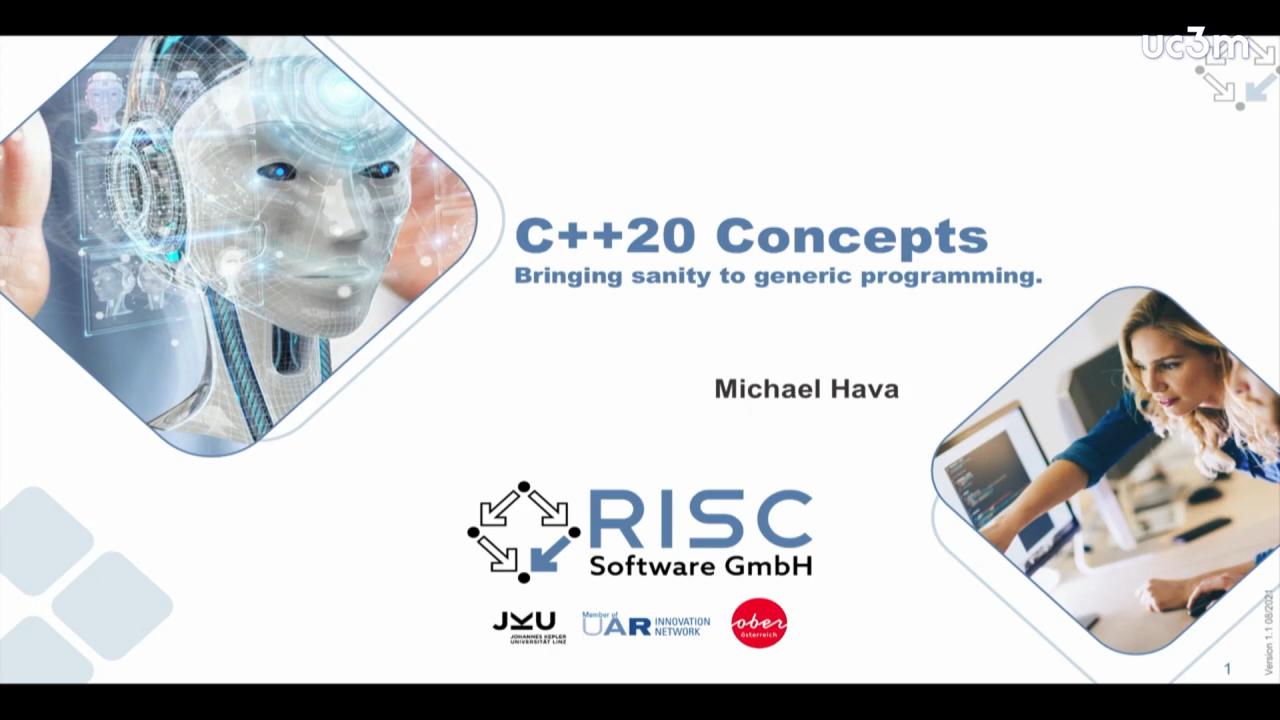 uc3m
C++20 Concepts
Bringing sanity to generic programming.
Michael Hava
RISC
Software GmbH
JKU
JOHANNES KEPLER
UNIVERSITÄT LINZ
Member of
UAR
INNOVATION
NETWORK
ober
österreich
Version 1.1 08/2021
1